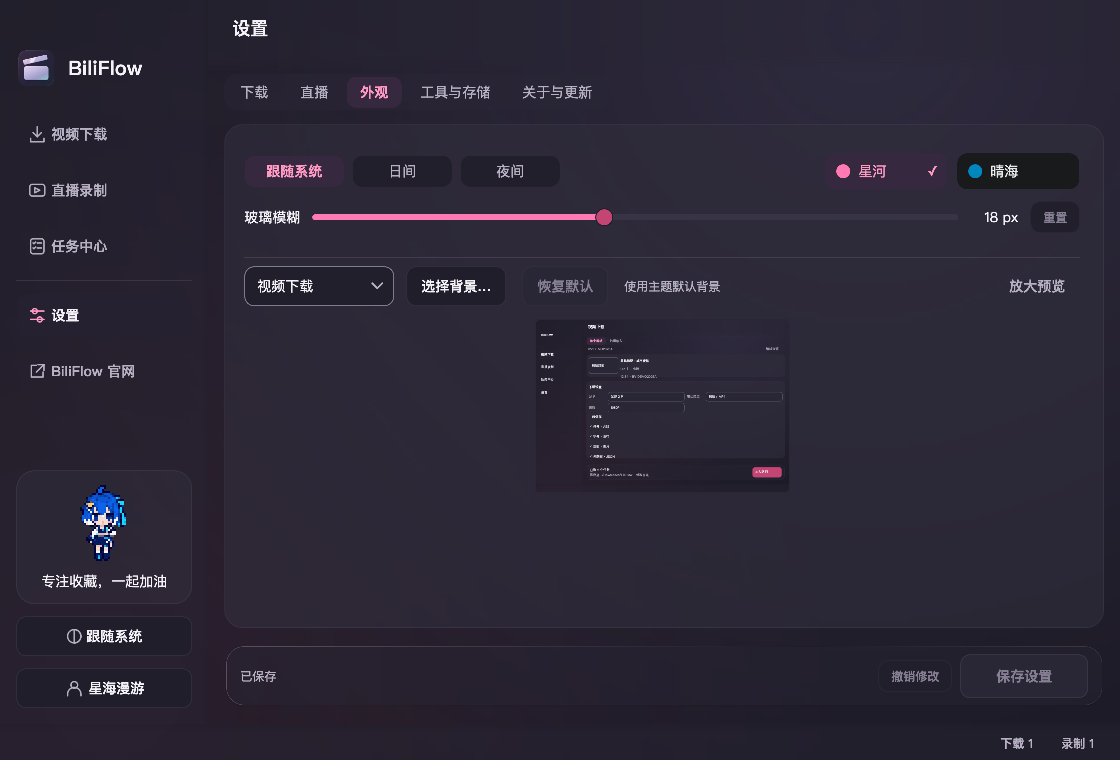 设置
BiliFlow
视频下载
直播录制
任务中心
设置
BiliFlow 官网
专注收藏，一起加油
跟随系统
星海漫游
下载 直播 外观 工具与存储 关于与更新
跟随系统 日间 夜间 星河 ✓ 晴海
玻璃模糊 18 px 重置
视频下载 选择背景... 恢复默认 使用主题默认背景 放大预览
已保存 撤销修改 保存设置
下载 1 录制 1